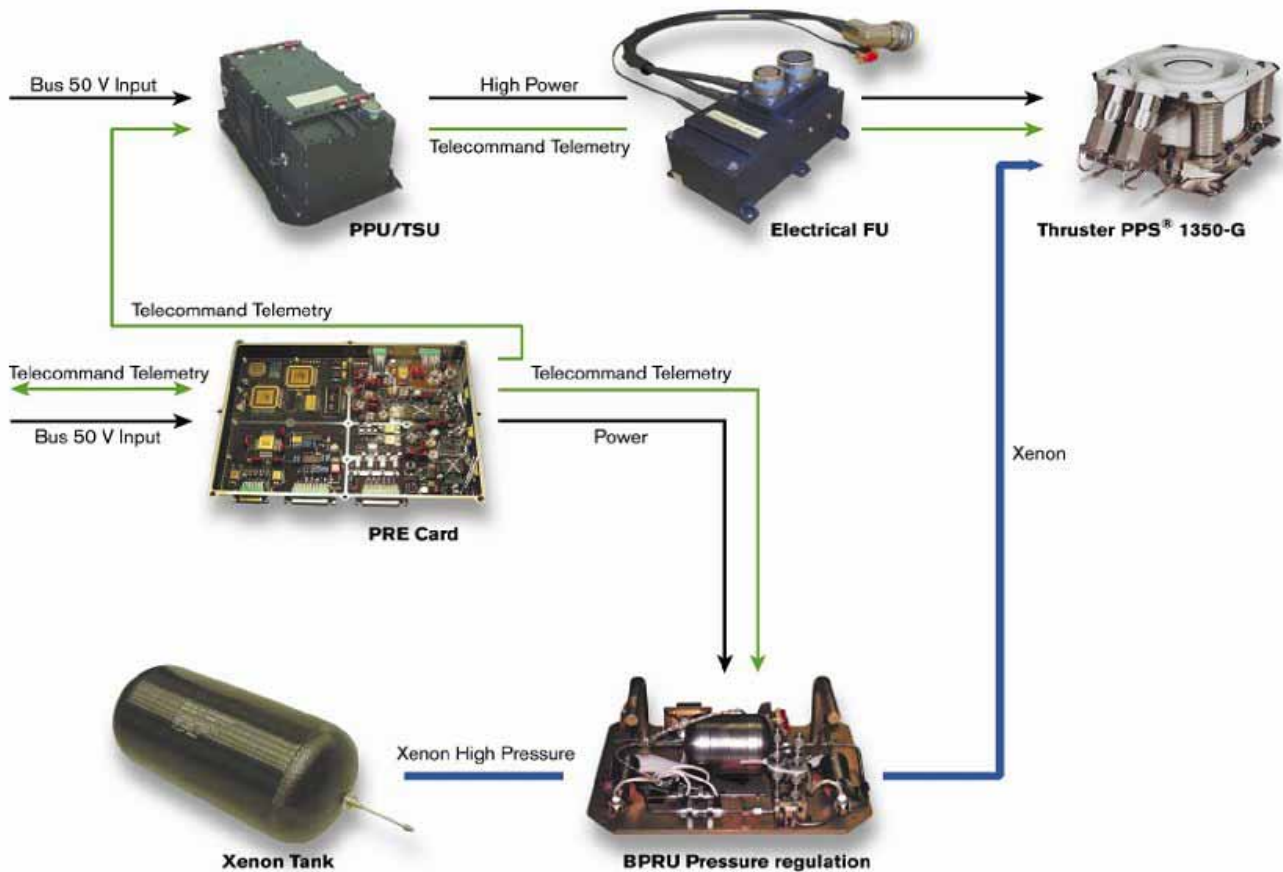 Bus 50 V Input
High Power
Telecommand Telemetry
PPU/TSU
Electrical FU
Thruster PPS® 1350-G
Telecommand Telemetry
Telecommand Telemetry
Telecommand Telemetry
Bus 50 V Input
Power
Xenon
PRE Card
Xenon High Pressure
Xenon Tank
BPRU Pressure regulation